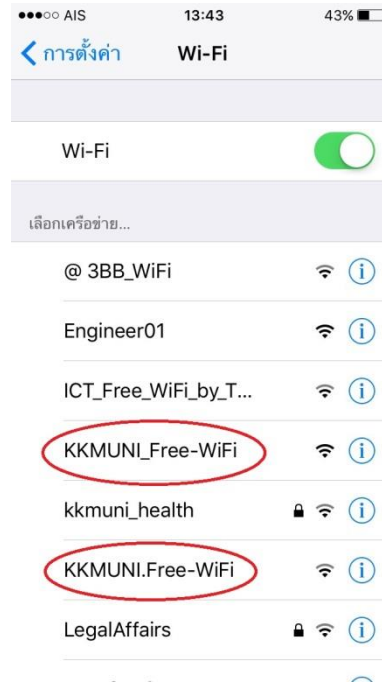 AIS 13:43 43%
การตั้งค่า Wi-Fi
Wi-Fi
เลือกเครือข่าย...
@ 3BB_WiFi
Engineer01
ICT_Free_WiFi_by_T...
KKMUNI_Free-WiFi
kkmuni_health
KKMUNI.Free-WiFi
LegalAffairs